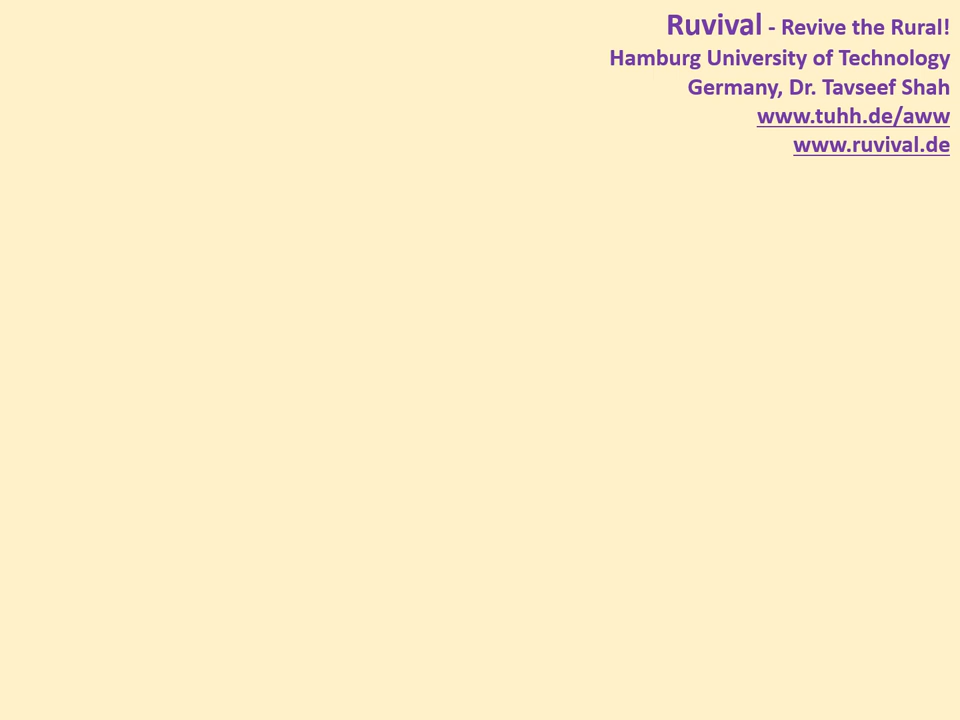 Ruvival - Revive the Rural!
Hamburg University of Technology
Germany, Dr. Tavseef Shah
www.tuhh.de/aww
www.ruvival.de